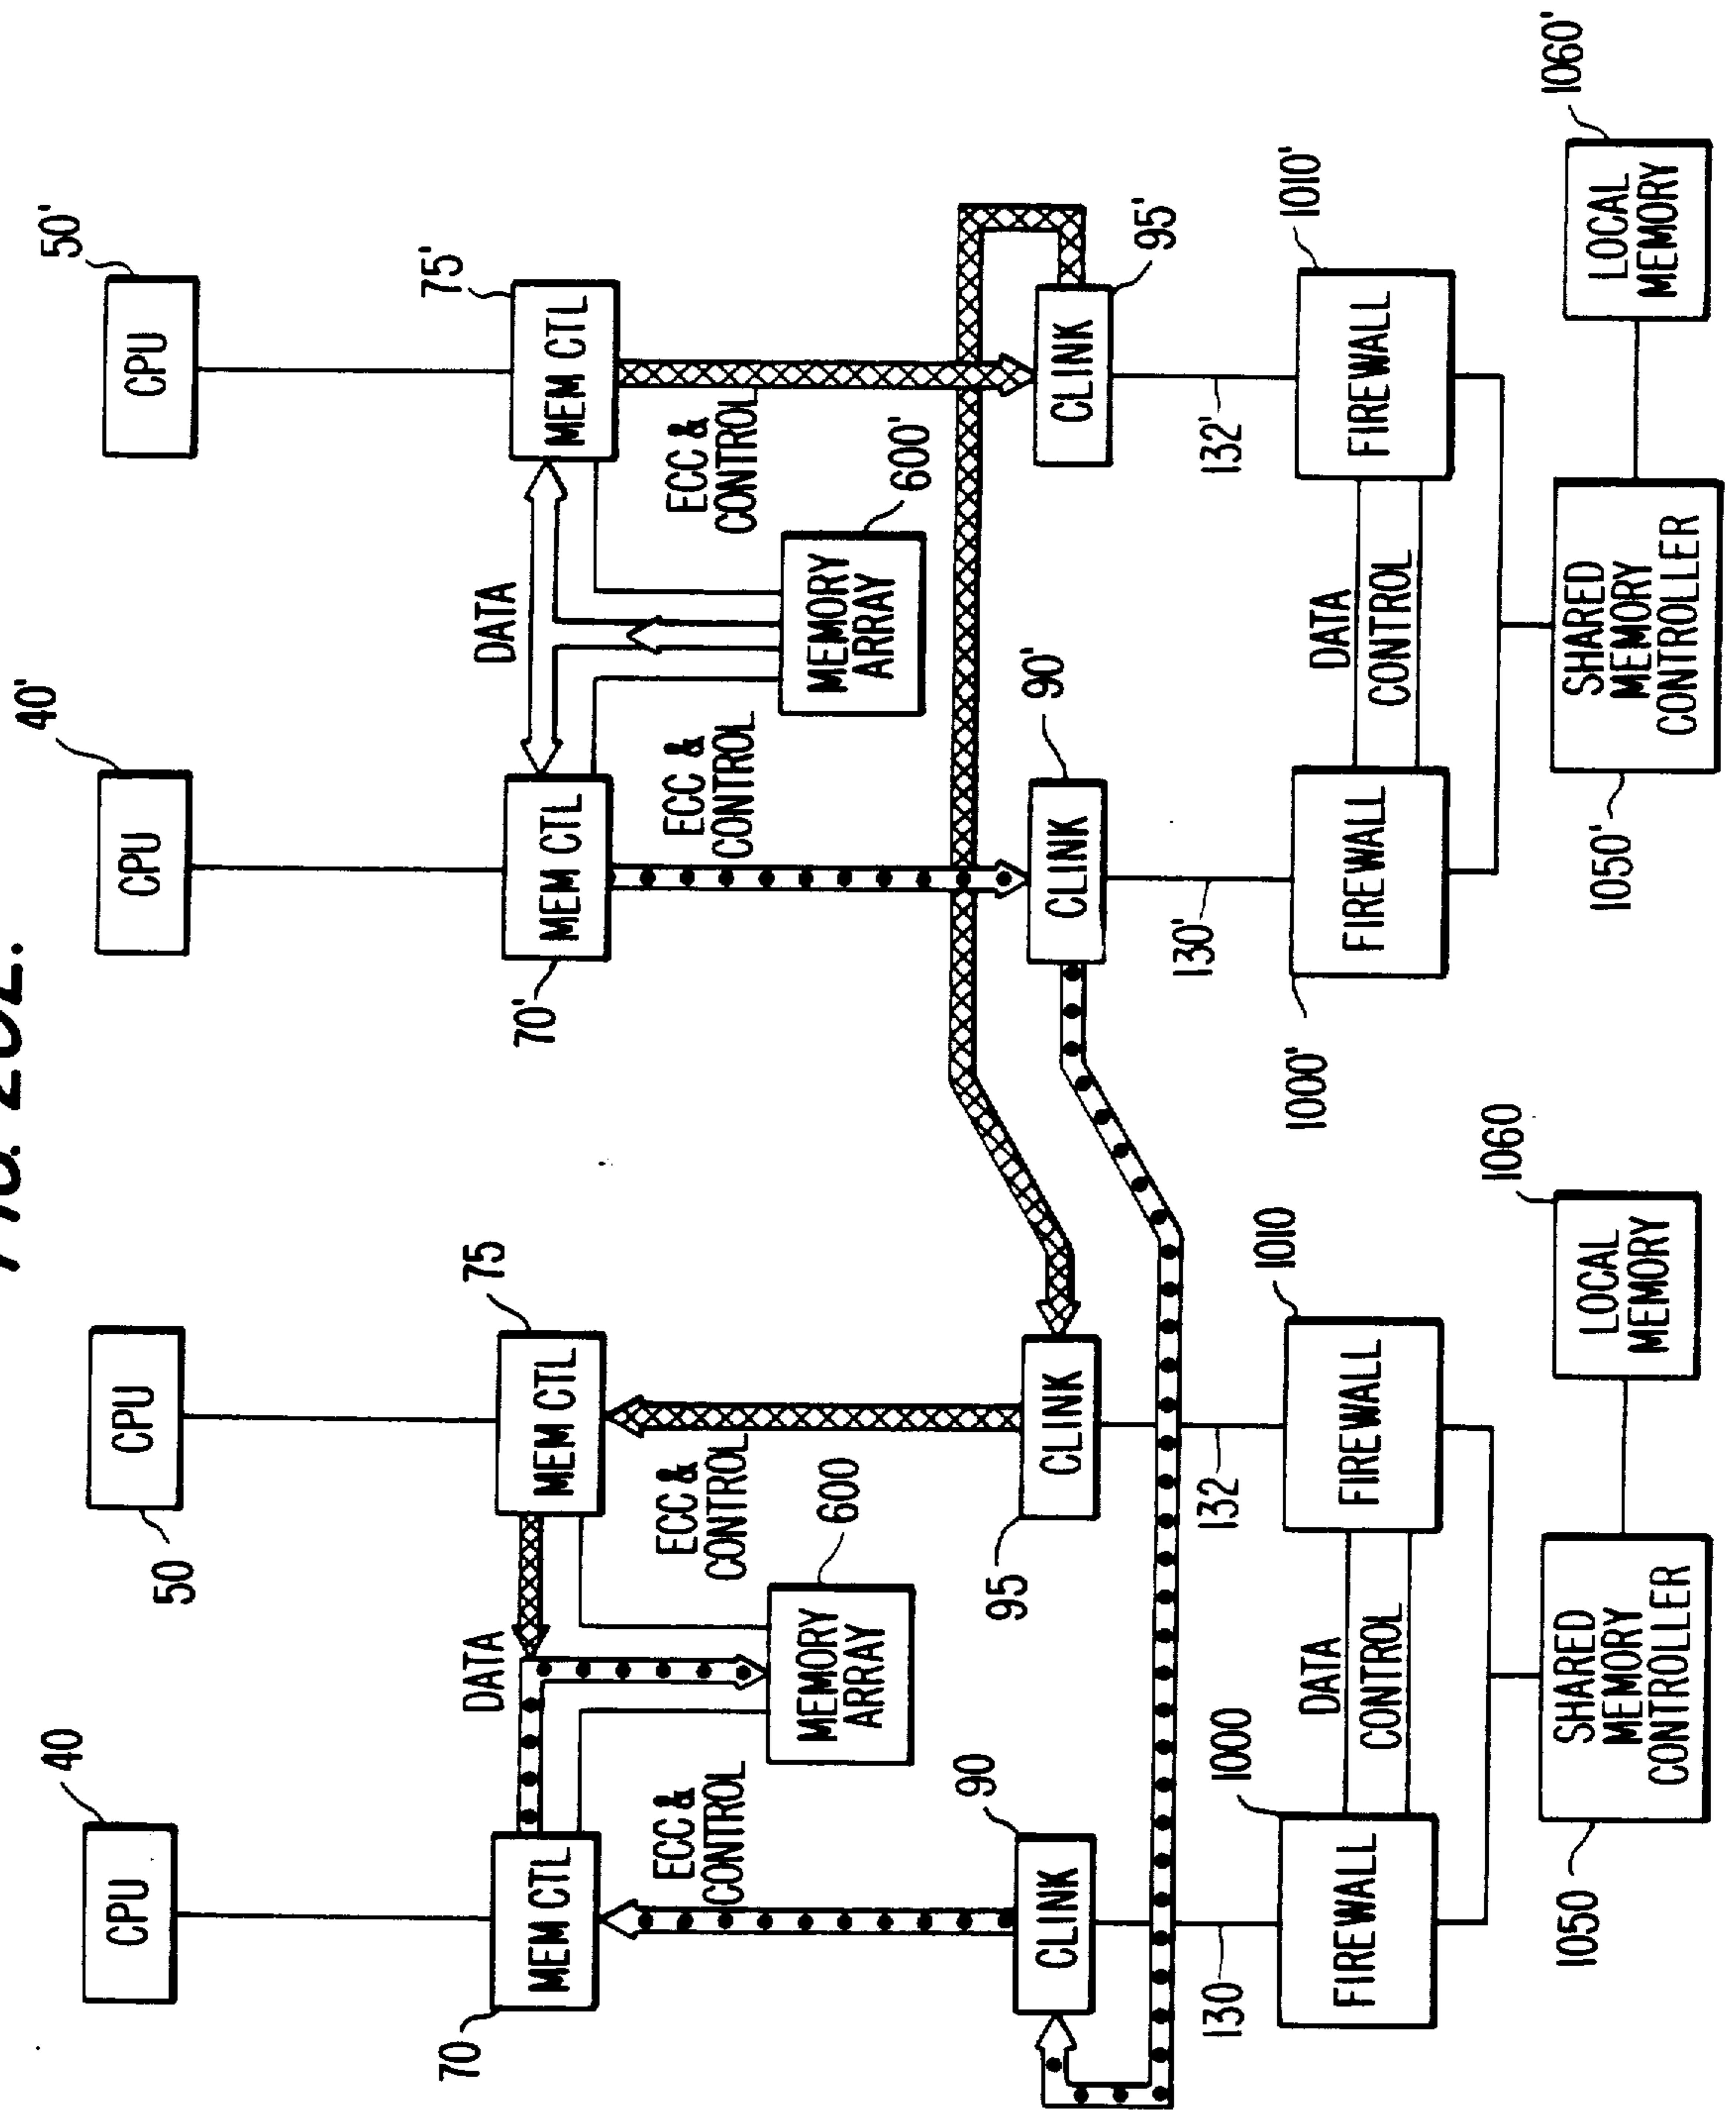 40
50
40'
50'
CPU
CPU
CPU
CPU
70
75
70'
75'
MEM CTL
DATA
MEM CTL
MEM CTL
DATA
MEM CTL
ECC &
CONTROL
ECC &
CONTROL
ECC &
CONTROL
ECC &
CONTROL
600
600'
MEMORY
ARRAY
MEMORY
ARRAY
90
95
90'
95'
CLINK
CLINK
CLINK
CLINK
130
132
130'
132'
1000
1010
1000'
1010'
FIREWALL
DATA
CONTROL
FIREWALL
FIREWALL
DATA
CONTROL
FIREWALL
1050
1060
1050'
1060'
SHARED
MEMORY
CONTROLLER
LOCAL
MEMORY
SHARED
MEMORY
CONTROLLER
LOCAL
MEMORY